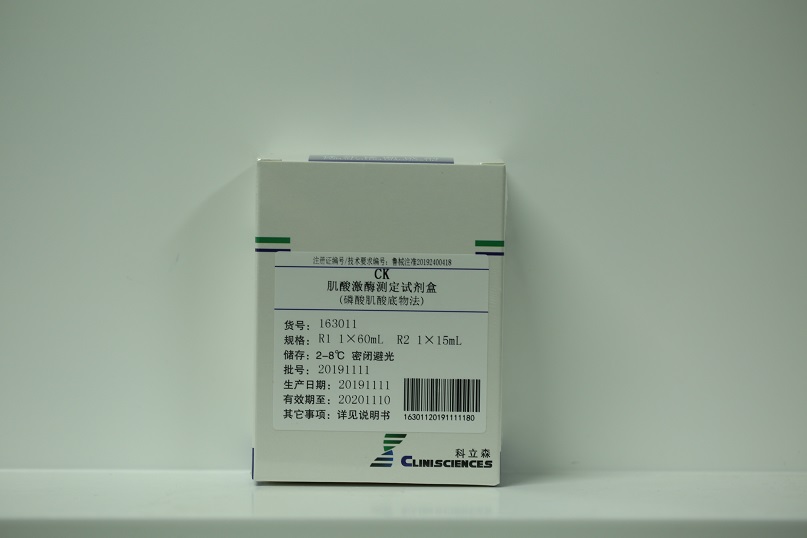 注册证编号/技术要求编号：鲁械注准20192400418
CK
肌酸激酶测定试剂盒
(磷酸肌酸底物法)
货号：163011
规格：R1 1×60mL R2 1×15mL
储存：2-8℃ 密闭避光
批号：20191111
生产日期：20191111
有效期至：20201110
其它事项：详见说明书
16301120191111180
科立森
CLINISCIENCES